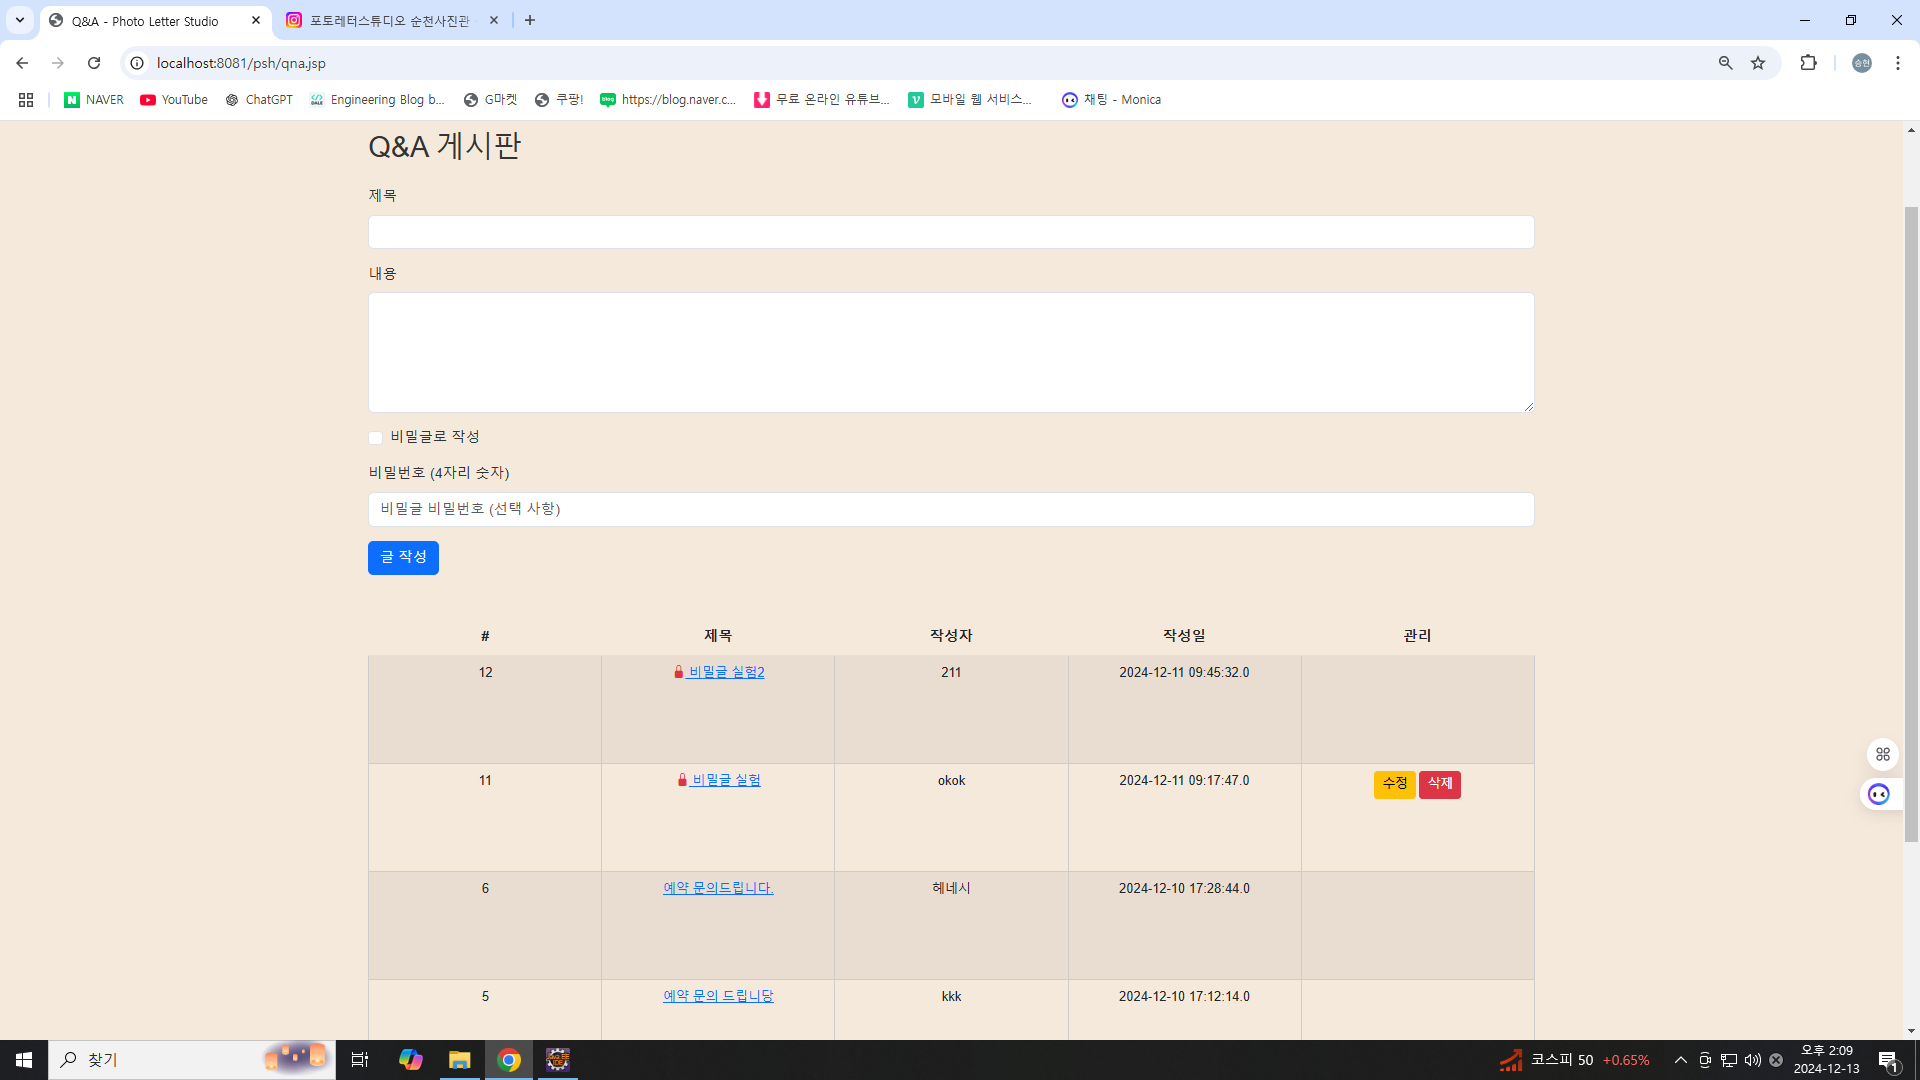 Q&A - Photo Letter Studio
포토레터스튜디오 순천사진관
localhost:8081/psh/qna.jsp
승현
NAVER
YouTube
ChatGPT
Engineering Blog b...
G마켓
쿠팡!
https://blog.naver.c...
무료 온라인 유튜브...
모바일 웹 서비스...
채팅 - Monica
Q&A 게시판
제목
내용
비밀글로 작성
비밀번호 (4자리 숫자)
비밀글 비밀번호 (선택 사항)
글 작성
# 제목 작성자 작성일 관리
12 비밀글 실험2 211 2024-12-11 09:45:32.0
11 비밀글 실험 okok 2024-12-11 09:17:47.0 수정 삭제
6 예약 문의드립니다. 헤네시 2024-12-10 17:28:44.0
5 예약 문의 드립니당 kkk 2024-12-10 17:12:14.0
찾기
코스피 50 +0.65%
오후 2:09
2024-12-13
1